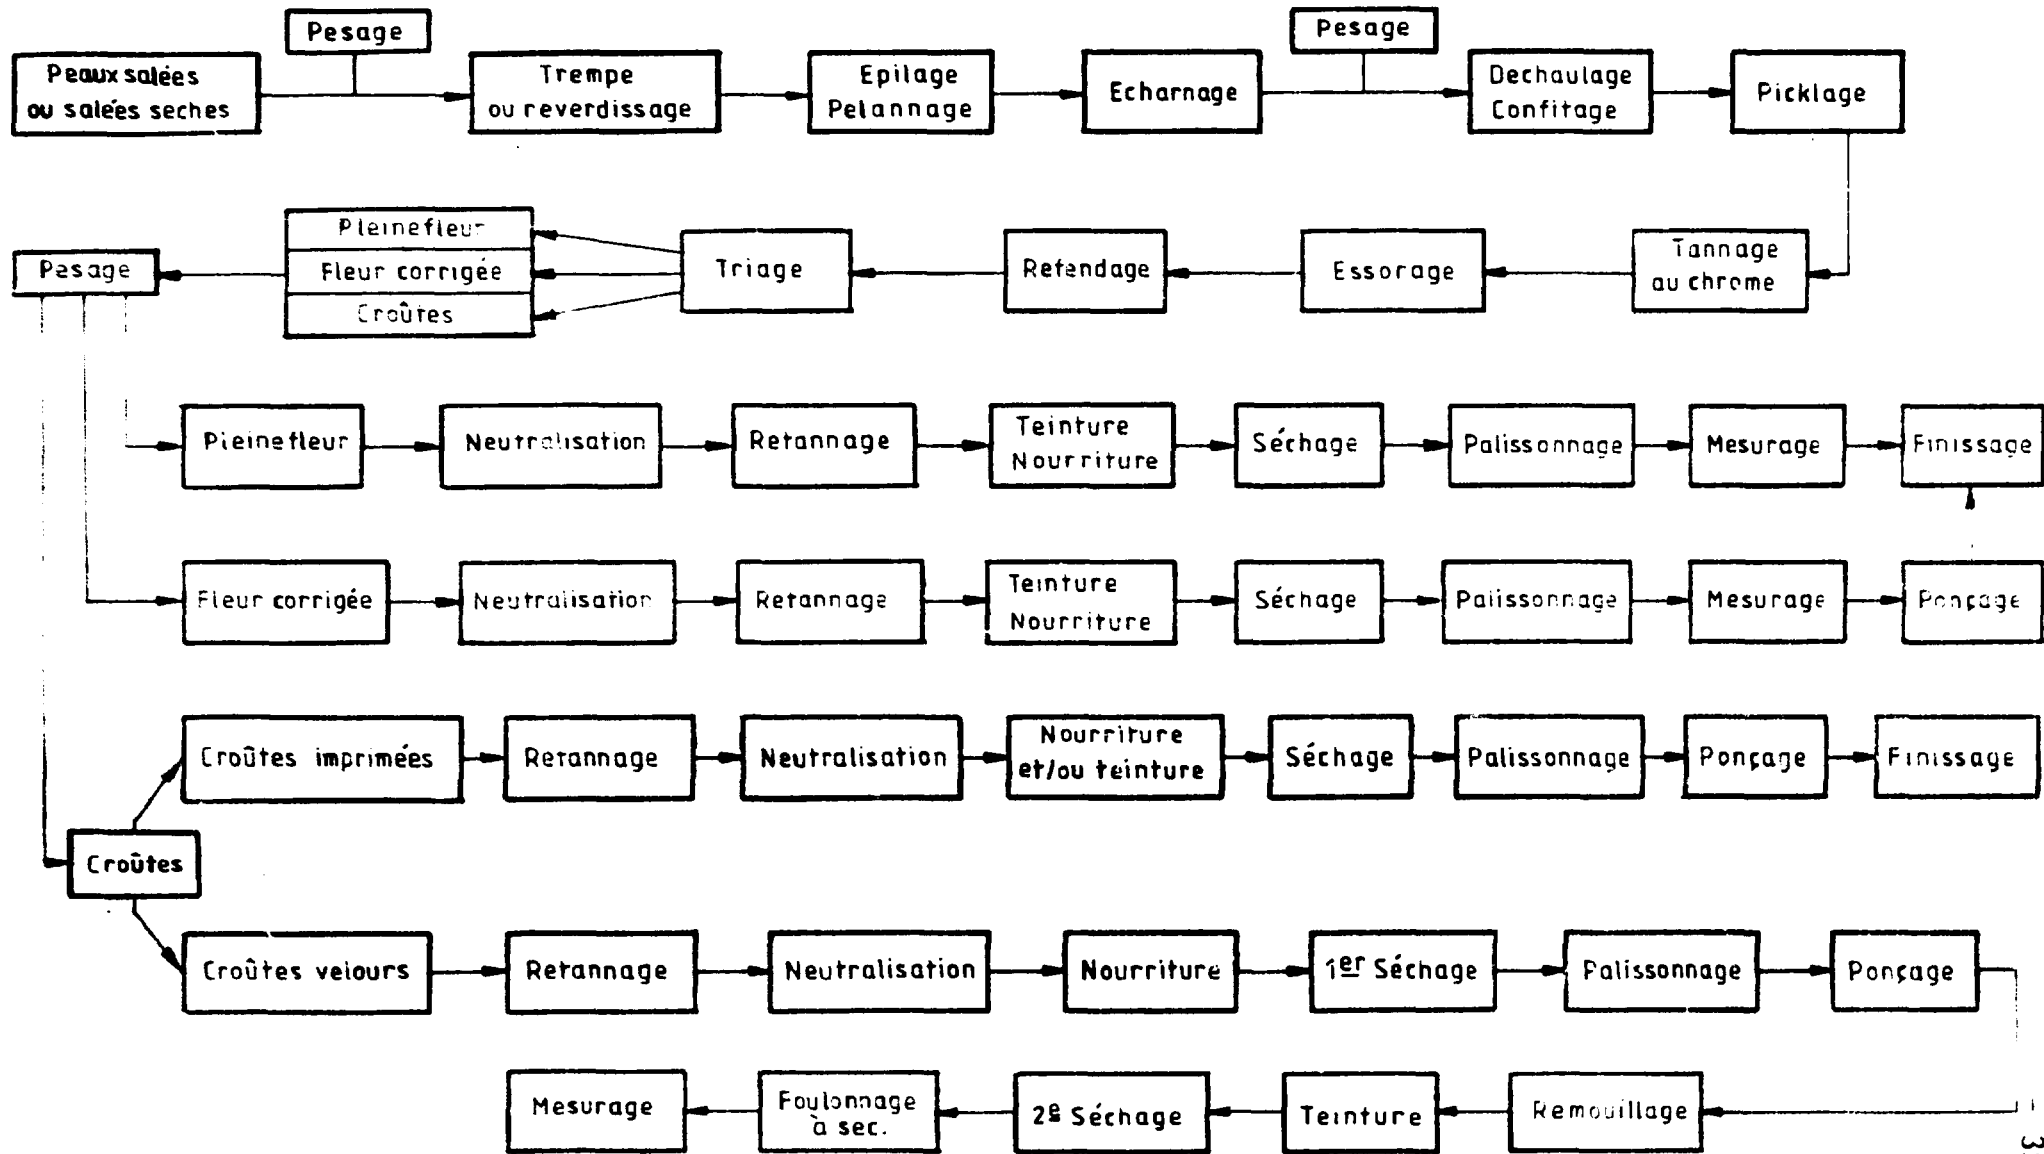 Pesage
Pesage
Peaux salées
ou salées seches
Trempe
ou reverdissage
Epilage
Pelannage
Echarnage
Dechaulage
Confitage
Picklage
Pleinefleur
Fleur corrigée
Croûtes
Pesage
Triage
Refendage
Essorage
Tannage
au chrome
Pleinefleur
Neutralisation
Retannage
Teinture
Nourriture
Séchage
Palissonnage
Mesurage
Finissage
Fleur corrigée
Neutralisation
Retannage
Teinture
Nourriture
Séchage
Palissonnage
Mesurage
Ponçage
Croûtes imprimées
Retannage
Neutralisation
Nourriture
et/ou teinture
Séchage
Palissonnage
Ponçage
Finissage
Croûtes
Croûtes velours
Retannage
Neutralisation
Nourriture
1er Séchage
Palissonnage
Ponçage
Mesurage
Foulonnage
à sec.
2e Séchage
Teinture
Remouillage